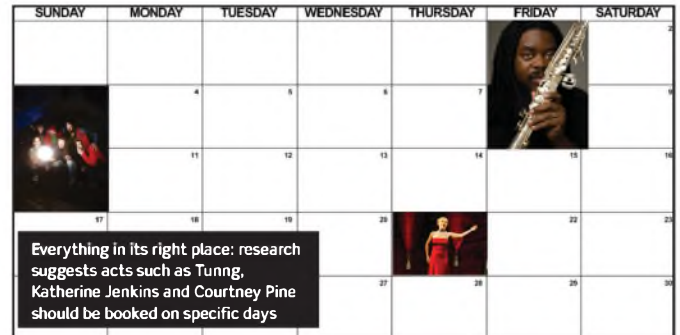 SUNDAY MONDAY TUESDAY WEDNESDAY THURSDAY FRIDAY SATURDAY
2
4 5 6 7 9
11 12 13 14 15 16
17 18 19 20 22 23
Everything in its right place: research
suggests acts such as Tunng,
Katherine Jenkins and Courtney Pine
should be booked on specific days
27 28 29 30